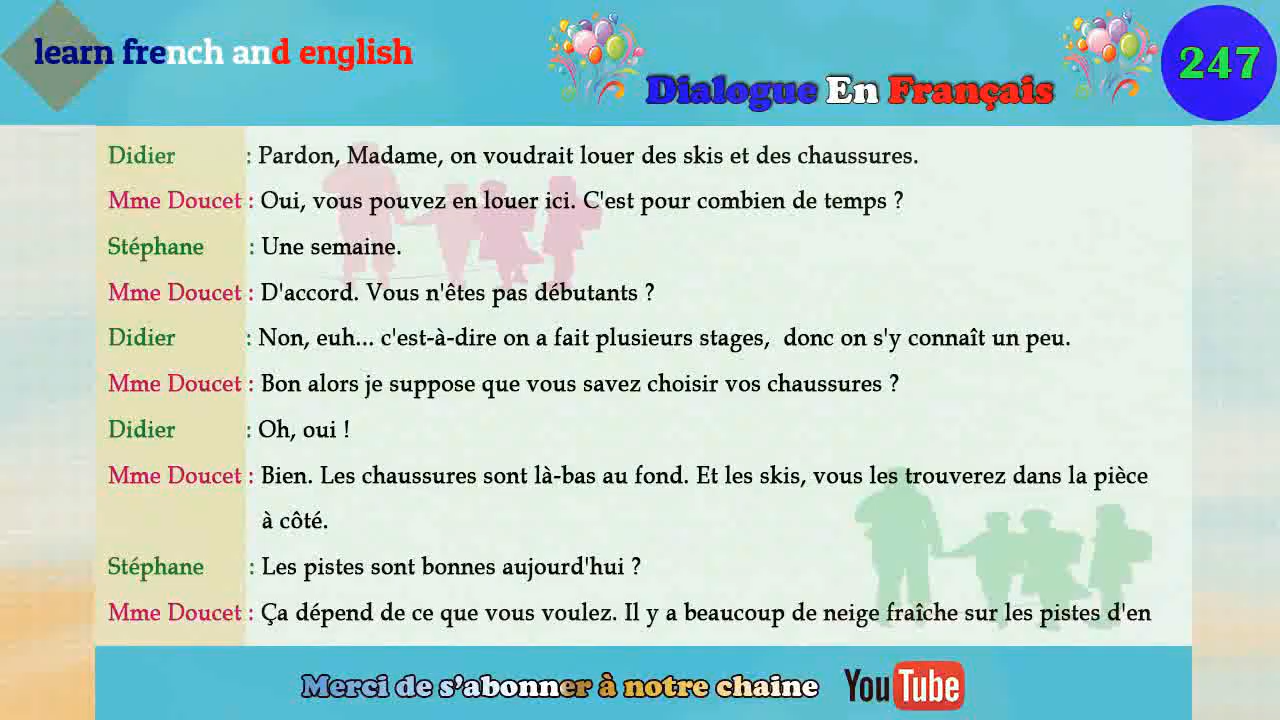 learn french and english
Dialogue En Français
247
Didier : Pardon, Madame, on voudrait louer des skis et des chaussures.
Mme Doucet : Oui, vous pouvez en louer ici. C'est pour combien de temps ?
Stéphane : Une semaine.
Mme Doucet : D'accord. Vous n'êtes pas débutants ?
Didier : Non, euh... c'est-à-dire on a fait plusieurs stages, donc on s'y connaît un peu.
Mme Doucet : Bon alors je suppose que vous savez choisir vos chaussures ?
Didier : Oh, oui !
Mme Doucet : Bien. Les chaussures sont là-bas au fond. Et les skis, vous les trouverez dans la pièce
à côté.
Stéphane : Les pistes sont bonnes aujourd'hui ?
Mme Doucet : Ça dépend de ce que vous voulez. Il y a beaucoup de neige fraîche sur les pistes d'en
Merci de s'abonner à notre chaine YouTube